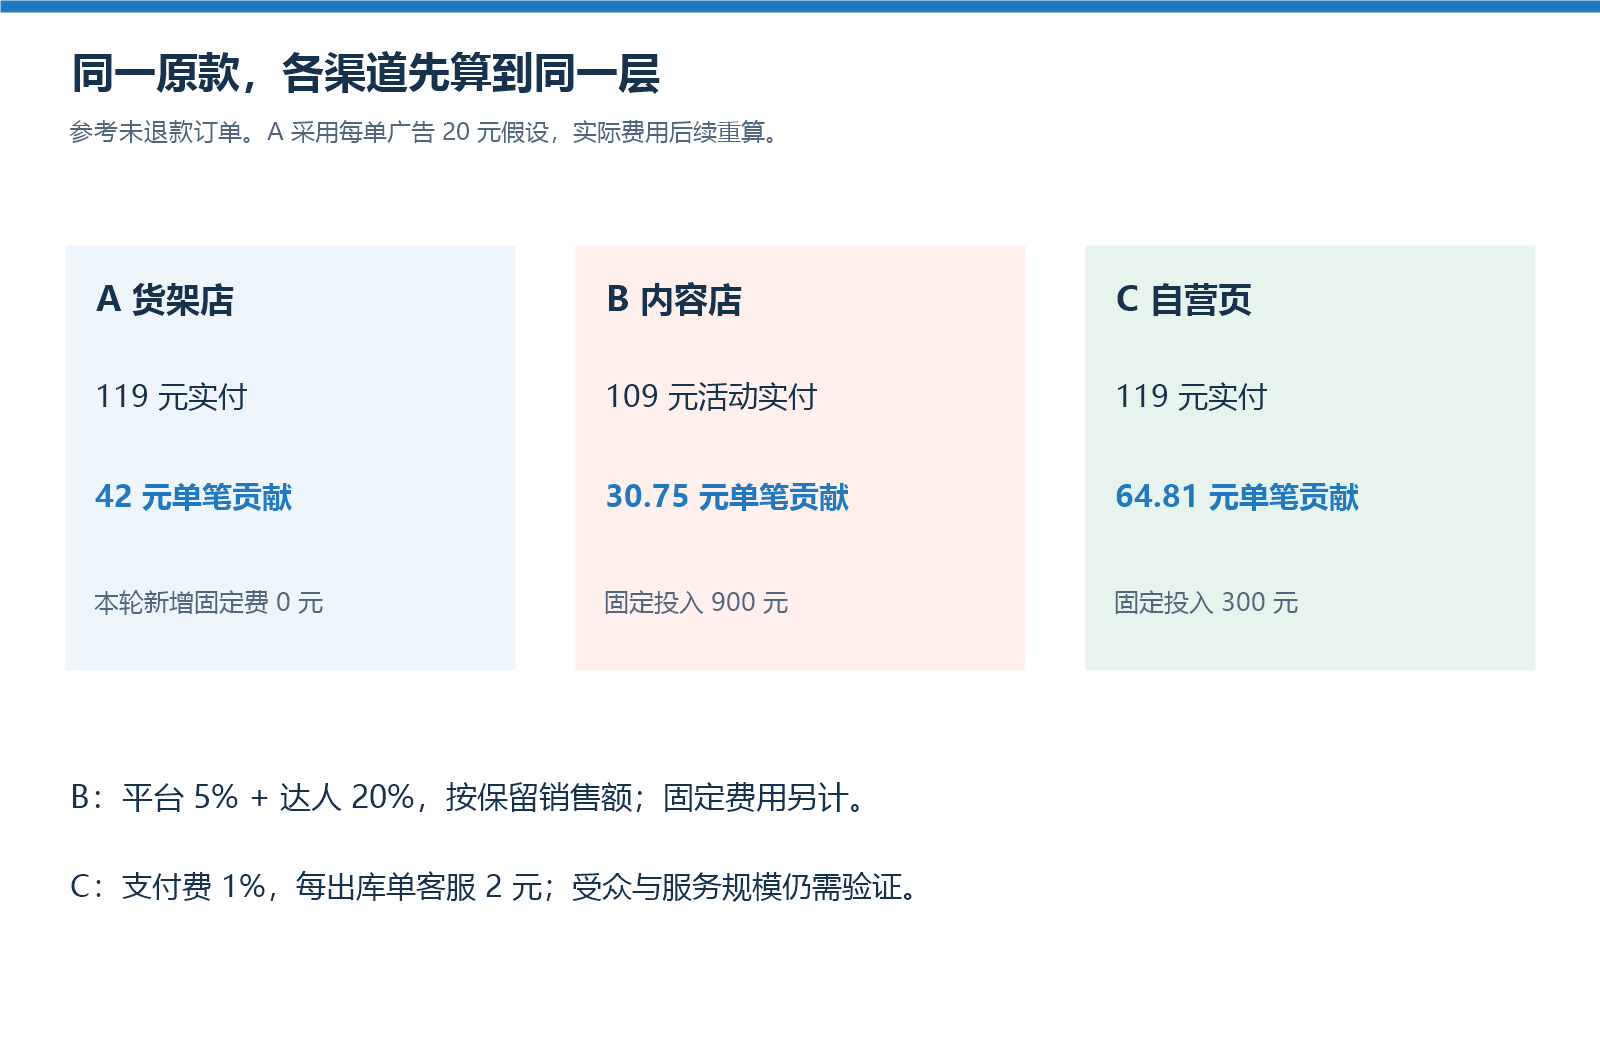 同一原款，各渠道先算到同一层
参考未退款订单。A 采用每单广告 20 元假设，实际费用后续重算。
A 货架店
119 元实付
42 元单笔贡献
本轮新增固定费 0 元
B 内容店
109 元活动实付
30.75 元单笔贡献
固定投入 900 元
C 自营页
119 元实付
64.81 元单笔贡献
固定投入 300 元
B：平台 5% + 达人 20%，按保留销售额；固定费用另计。
C：支付费 1%，每出库单客服 2 元；受众与服务规模仍需验证。